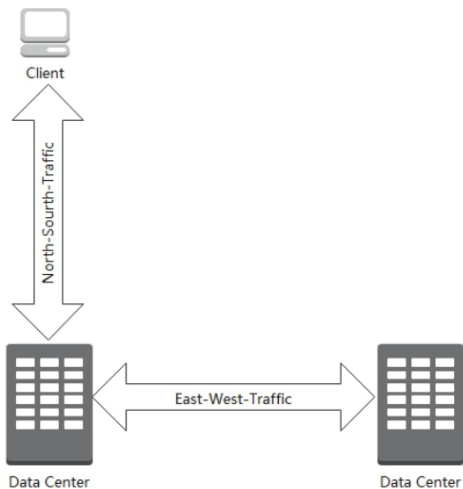 Client
North-Sourth-Traffic
East-West-Traffic
Data Center
Data Center